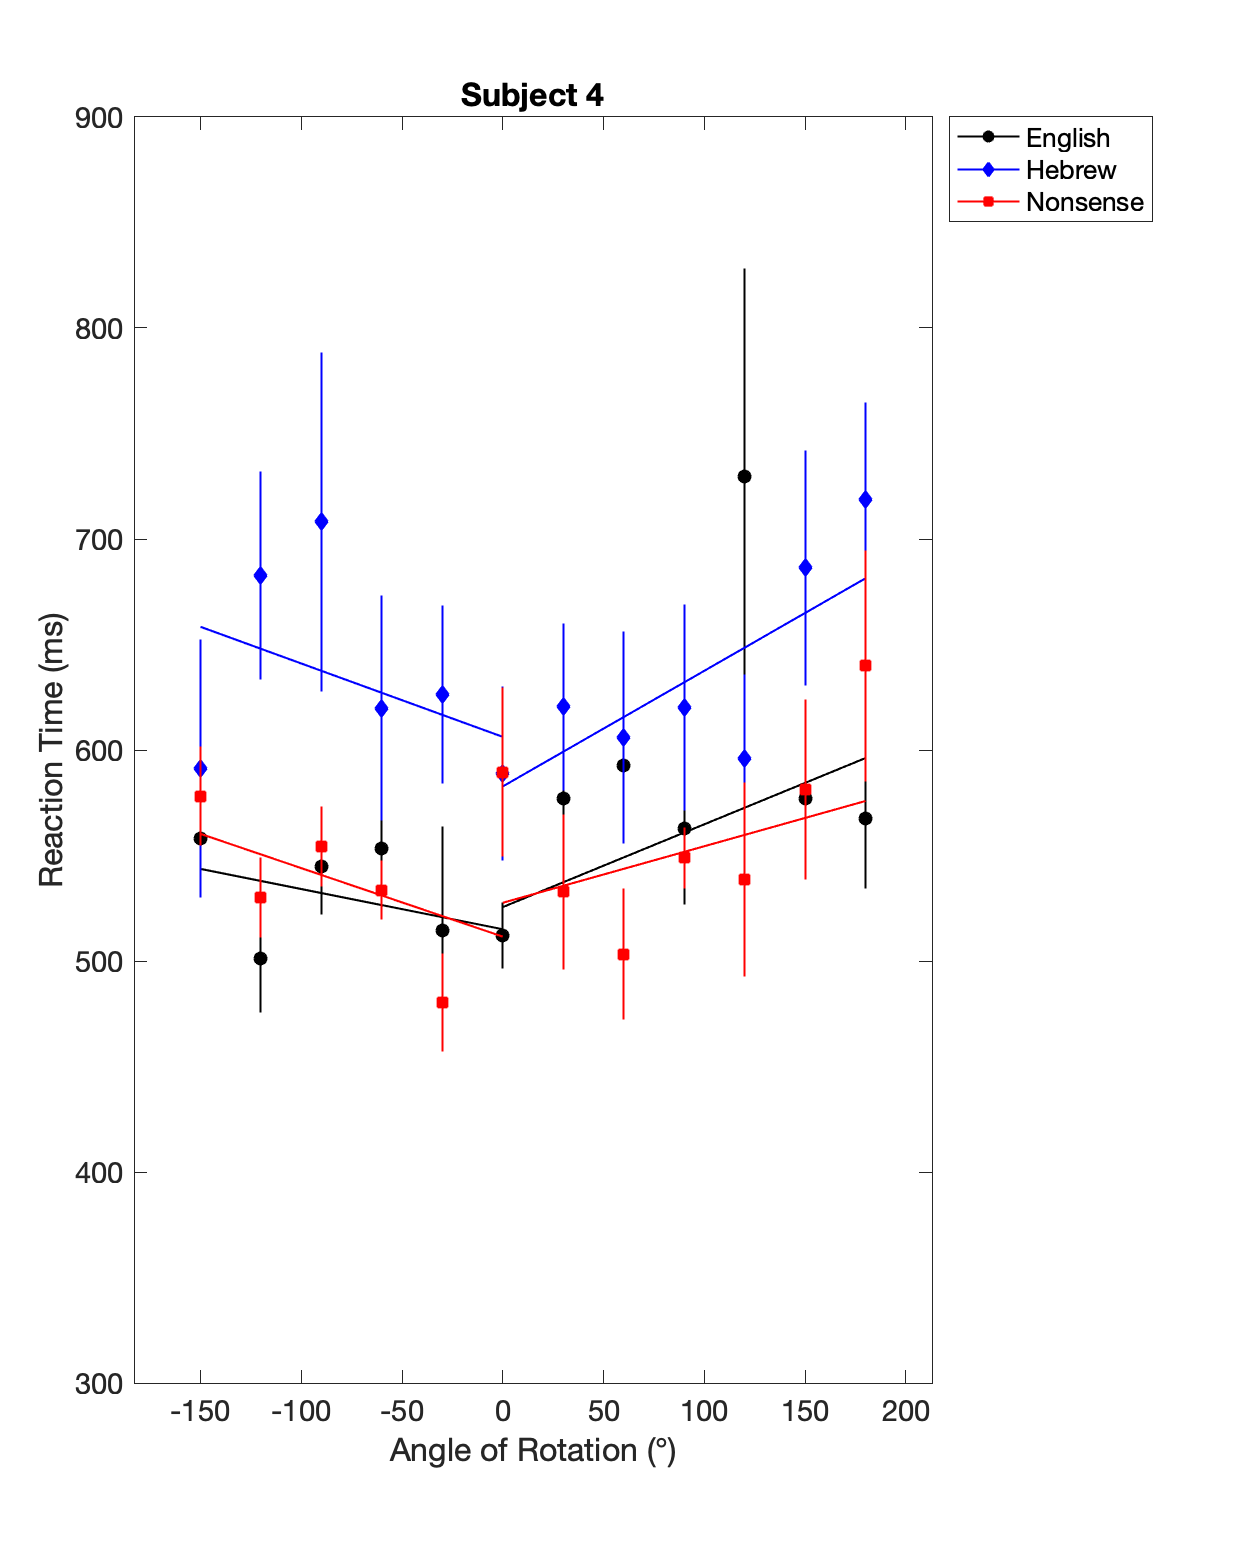 Subject 4
900
800
700
600
500
400
300
Reaction Time (ms)
-150 -100 -50 0 50 100 150 200
Angle of Rotation (°)
English
Hebrew
Nonsense